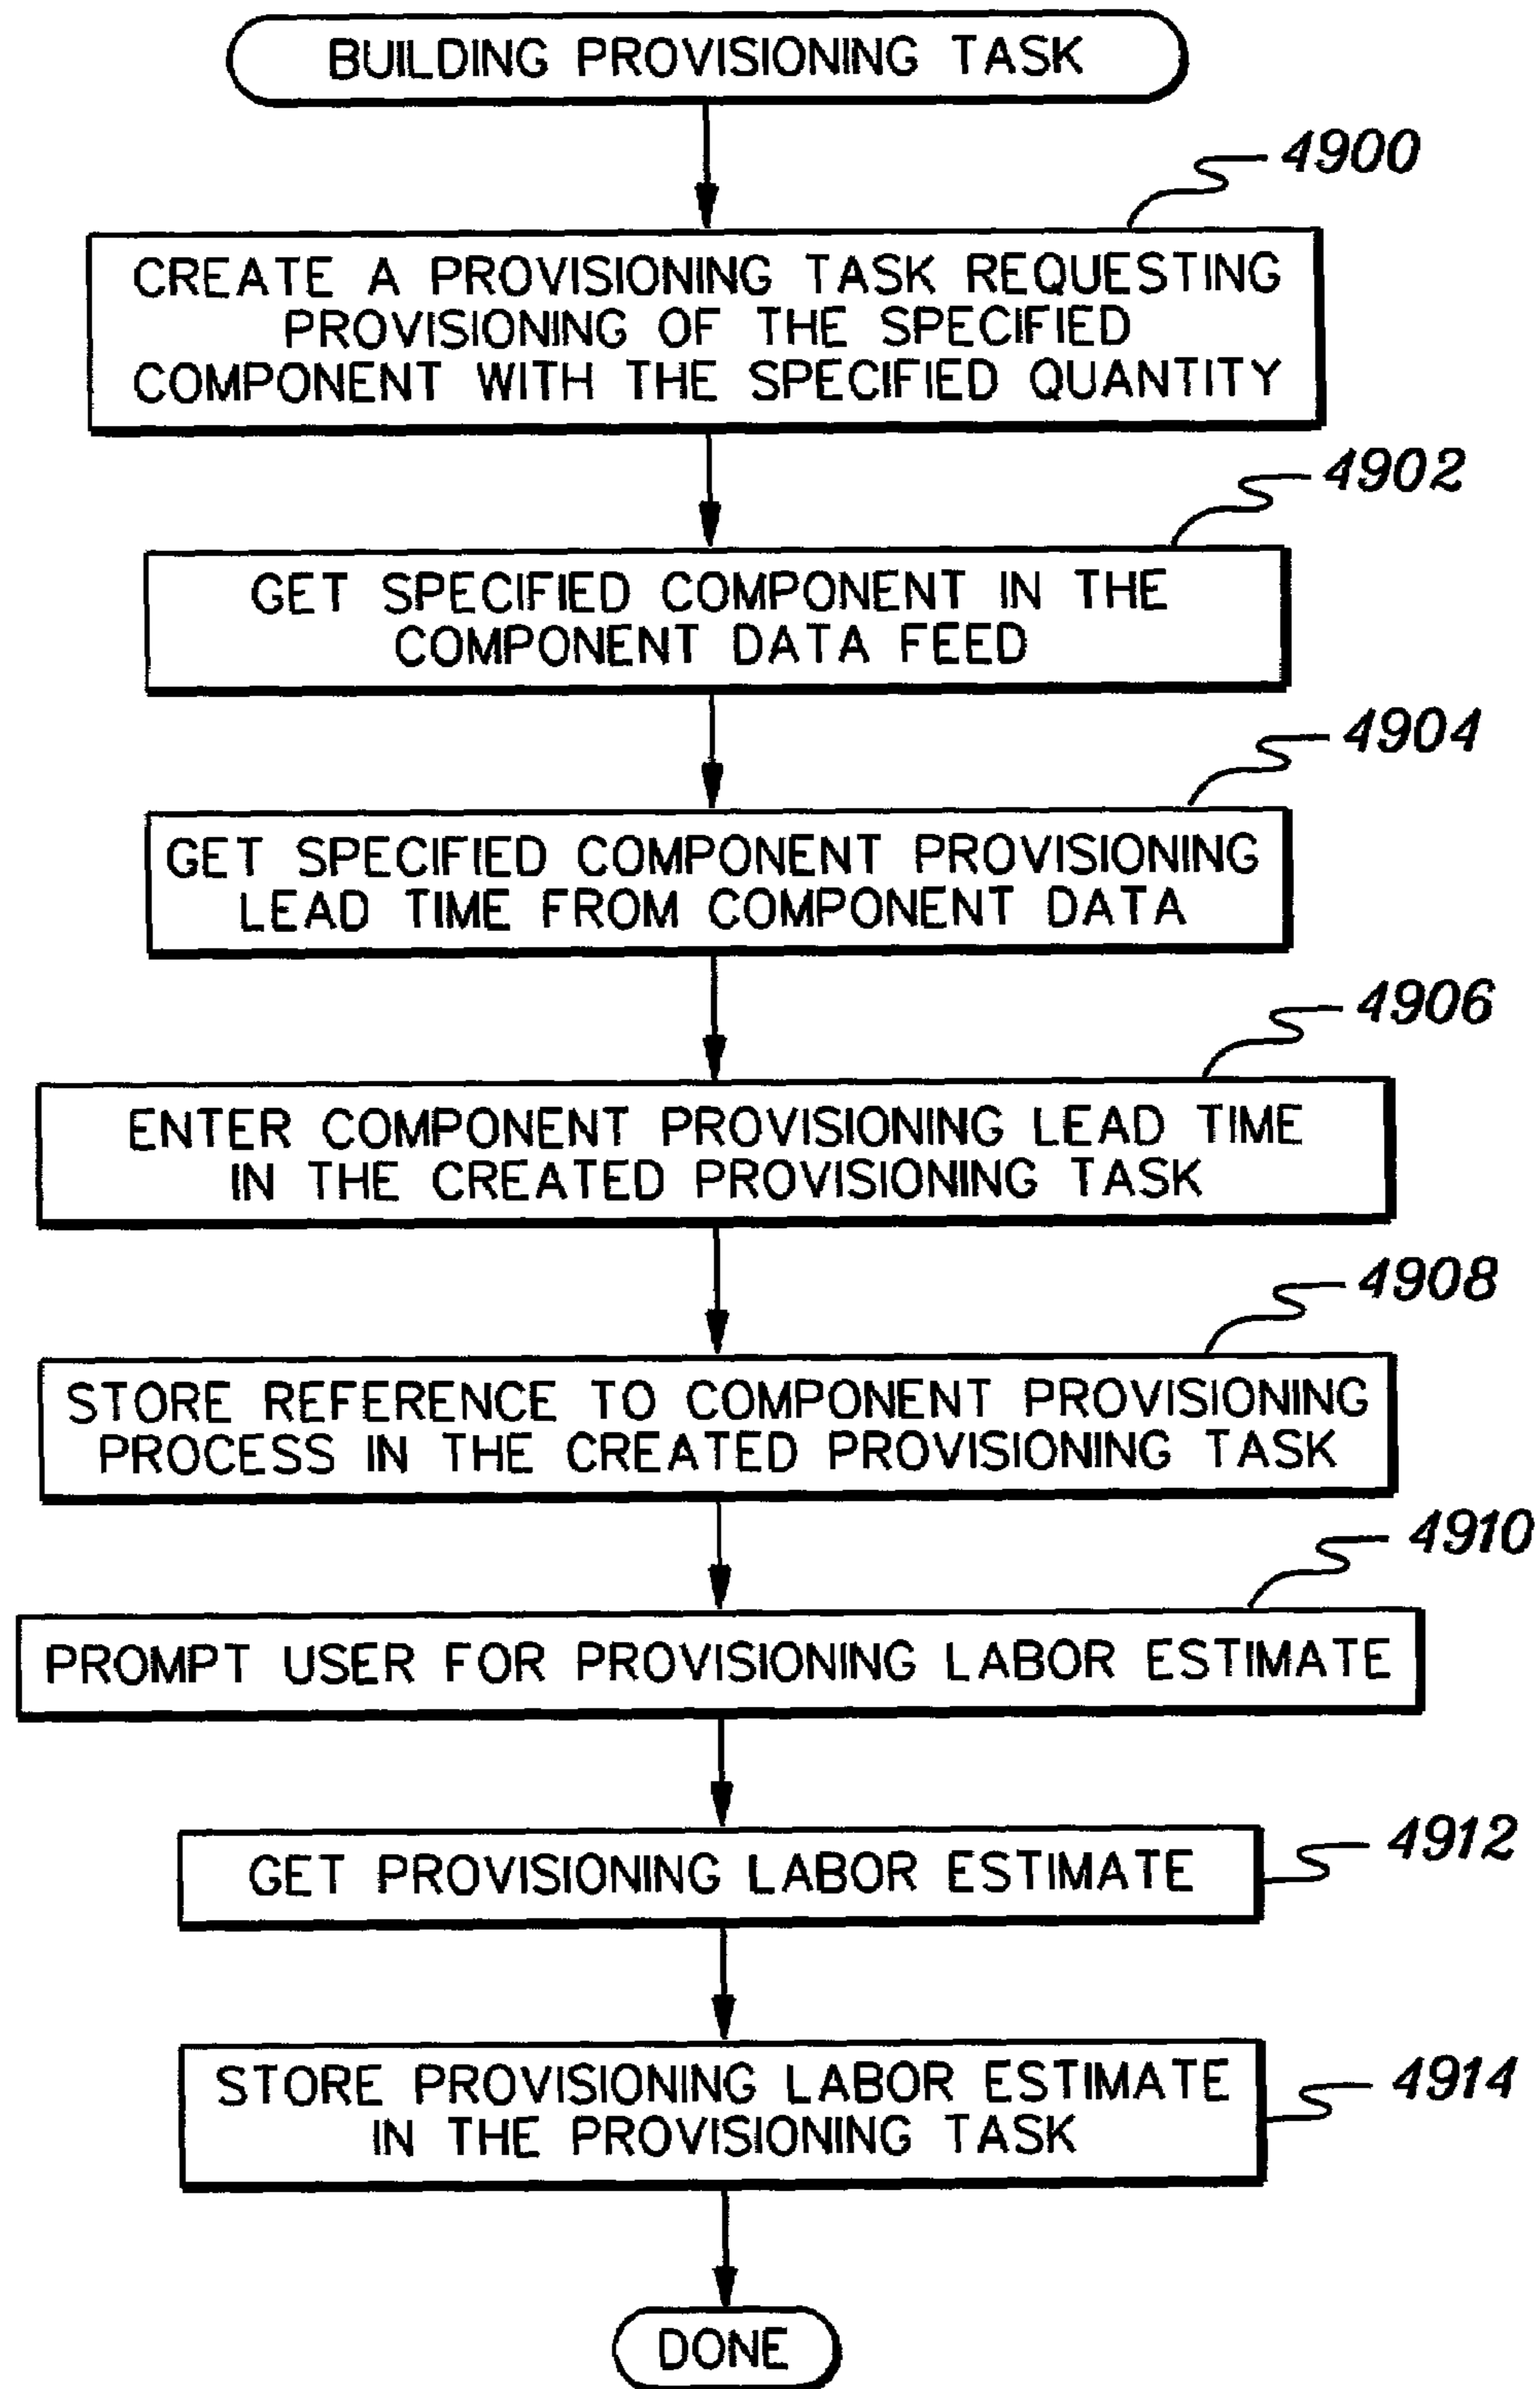 BUILDING PROVISIONING TASK
4900
CREATE A PROVISIONING TASK REQUESTING
PROVISIONING OF THE SPECIFIED
COMPONENT WITH THE SPECIFIED QUANTITY
4902
GET SPECIFIED COMPONENT IN THE
COMPONENT DATA FEED
4904
GET SPECIFIED COMPONENT PROVISIONING
LEAD TIME FROM COMPONENT DATA
4906
ENTER COMPONENT PROVISIONING LEAD TIME
IN THE CREATED PROVISIONING TASK
4908
STORE REFERENCE TO COMPONENT PROVISIONING
PROCESS IN THE CREATED PROVISIONING TASK
4910
PROMPT USER FOR PROVISIONING LABOR ESTIMATE
4912
GET PROVISIONING LABOR ESTIMATE
4914
STORE PROVISIONING LABOR ESTIMATE
IN THE PROVISIONING TASK
DONE